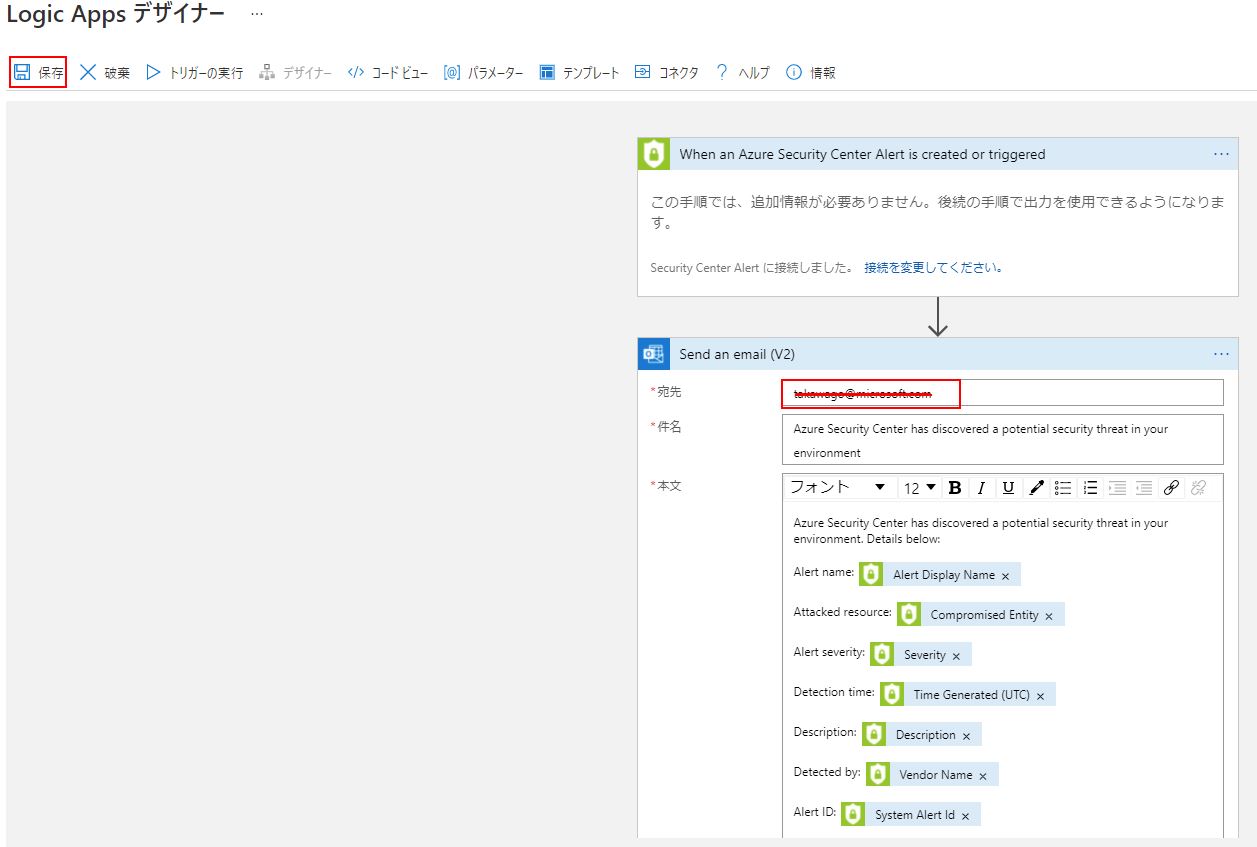 Logic Apps デザイナー ...
保存 破棄 トリガーの実行 デザイナー コード ビュー パラメーター テンプレート コネクタ ヘルプ 情報
When an Azure Security Center Alert is created or triggered
この手順では、追加情報が必要ありません。後続の手順で出力を使用できるようになりま
す。
Security Center Alert に接続しました。 接続を変更してください。
Send an email (V2)
*宛先
*件名 Azure Security Center has discovered a potential security threat in your
environment
*本文 フォント 12 B I U
Azure Security Center has discovered a potential security threat in your
environment. Details below:
Alert name: Alert Display Name ×
Attacked resource: Compromised Entity ×
Alert severity: Severity ×
Detection time: Time Generated (UTC) ×
Description: Description ×
Detected by: Vendor Name ×
Alert ID: System Alert Id ×